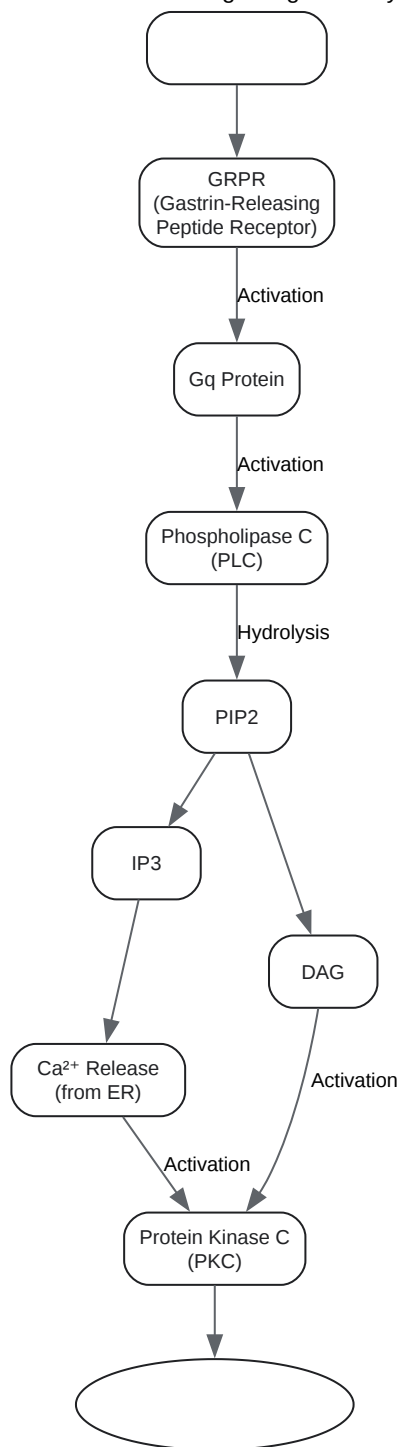 GRPR
(Gastrin-Releasing
Peptide Receptor)
Activation
Gq Protein
Activation
Phospholipase C
(PLC)
Hydrolysis
PIP2
IP3
DAG
Ca²⁺ Release
(from ER)
Activation
Activation
Protein Kinase C
(PKC)